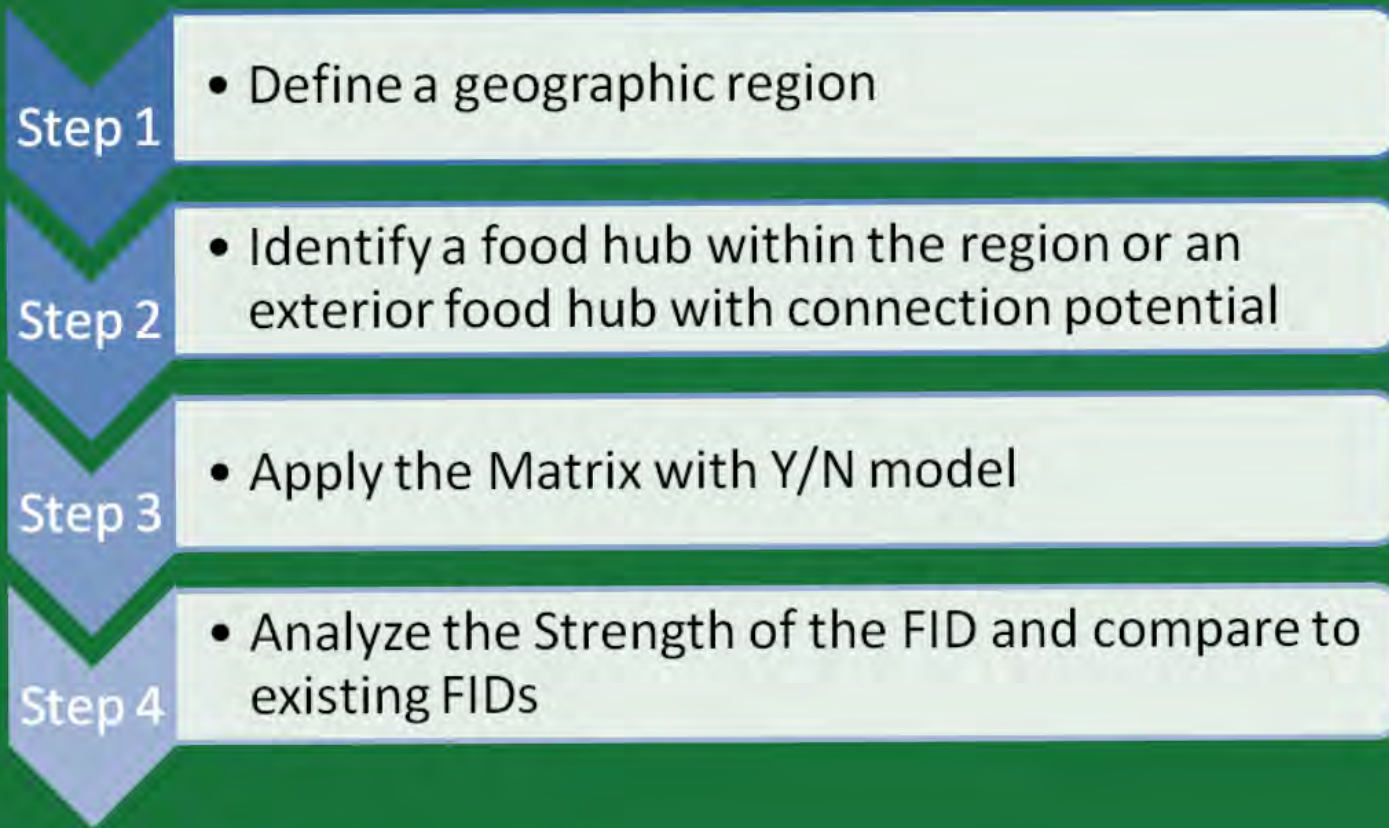 Step 1
• Define a geographic region
Step 2
• Identify a food hub within the region or an
exterior food hub with connection potential
Step 3
• Apply the Matrix with Y/N model
Step 4
• Analyze the Strength of the FID and compare to
existing FIDs